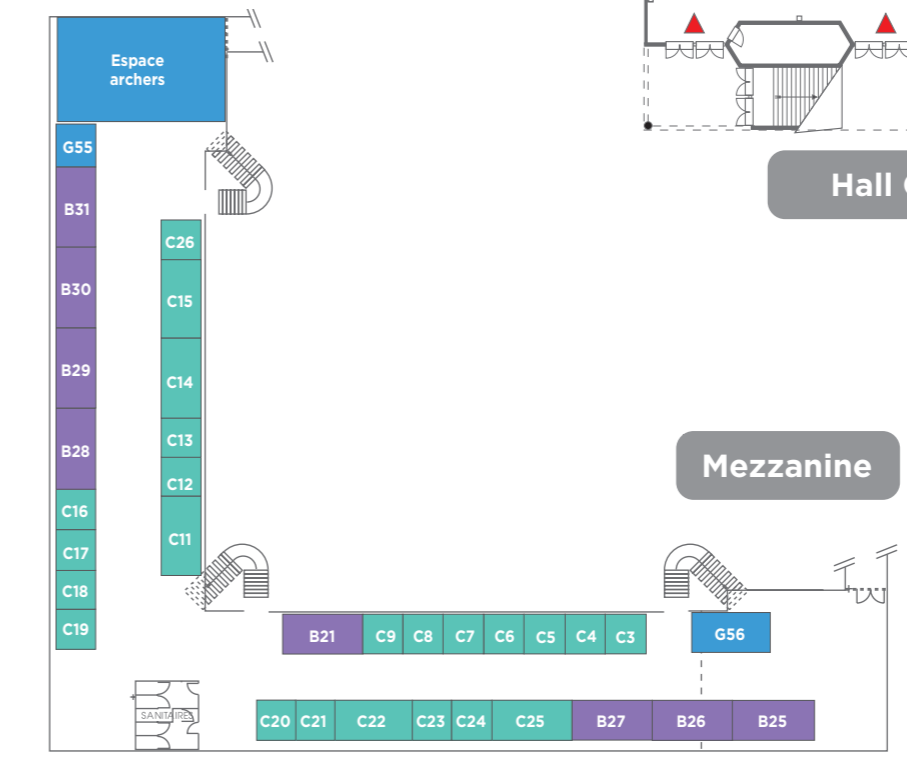 Espace
archers
G55
B31
B30
B29
B28
C16
C17
C18
C19
C26
C15
C14
C13
C12
C11
Hall
Mezzanine
B21 C9 C8 C7 C6 C5 C4 C3 G56
SANITAIRES
C20 C21 C22 C23 C24 C25 B27 B26 B25